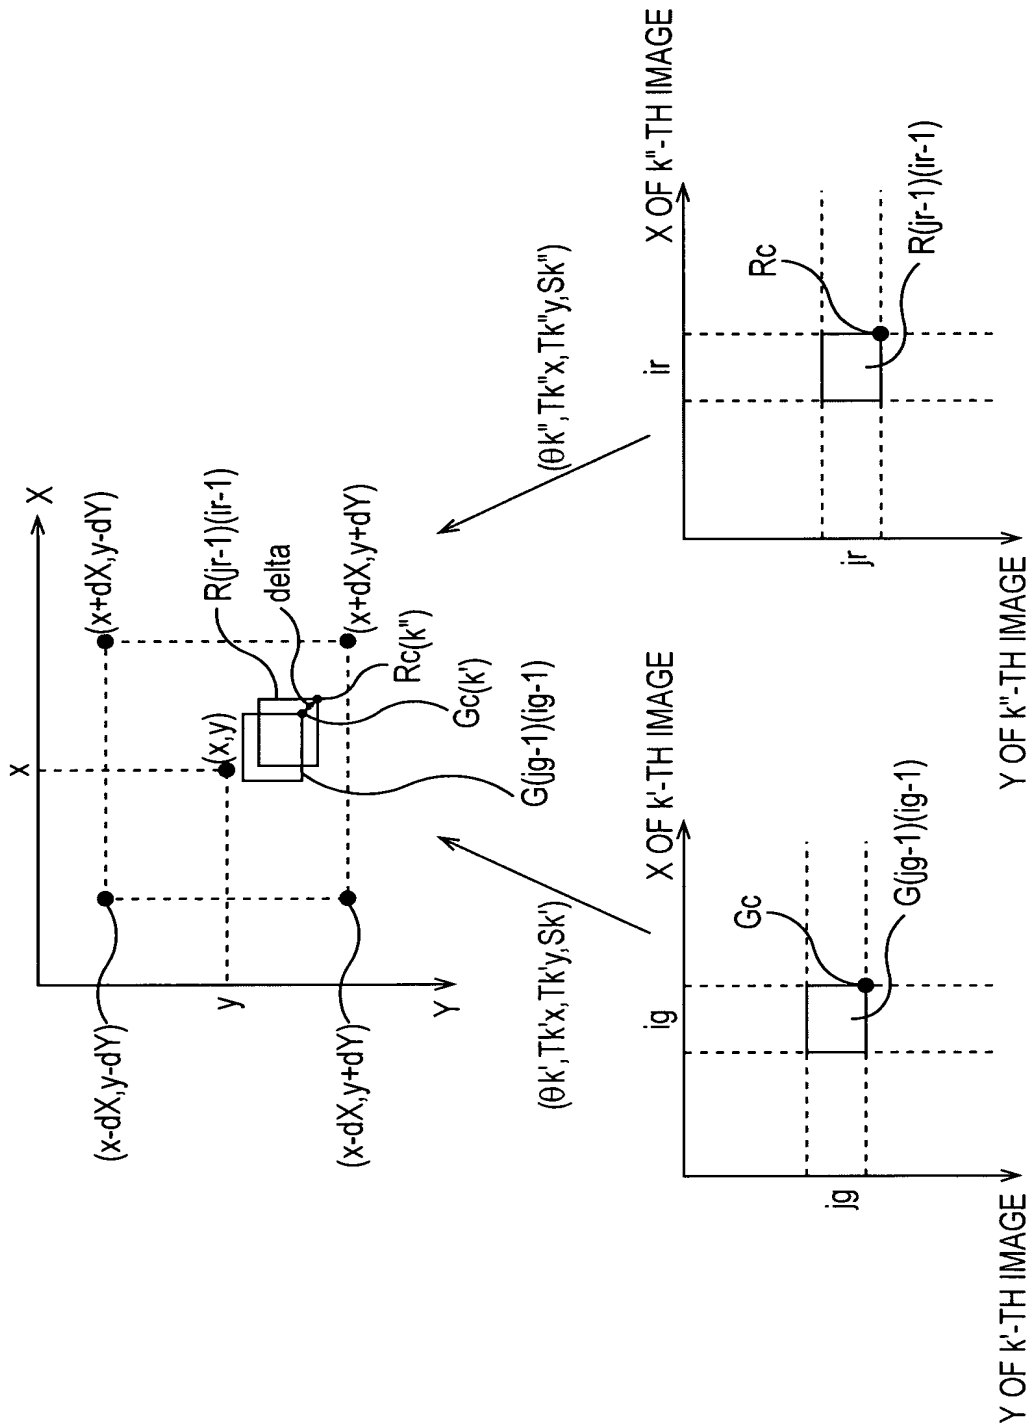 X
x
(x-dX,y-dY)
(x+dX,y-dY)
R(jr-1)(ir-1)
(x,y)
y
delta
(x-dX,y+dY)
(x+dX,y+dY)
Rc(k")
Y
Gc(k')
G(jg-1)(ig-1)
(θk',Tk'x,Tk'y,Sk')
(θk",Tk"x,Tk"y,Sk")
X OF k'-TH IMAGE
ig
Gc
jg
G(jg-1)(ig-1)
Y OF k'-TH IMAGE
X OF k"-TH IMAGE
ir
Rc
jr
R(jr-1)(ir-1)
Y OF k"-TH IMAGE